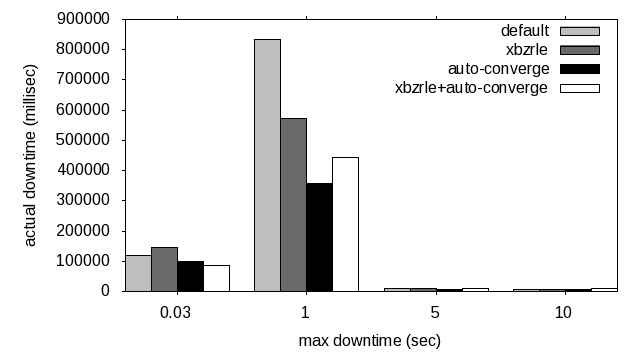 900000
800000
700000
600000
500000
400000
300000
200000
100000
0
actual downtime (millisec)
default
xbzrle
auto-converge
xbzrle+auto-converge
0.03 1 5 10
max downtime (sec)